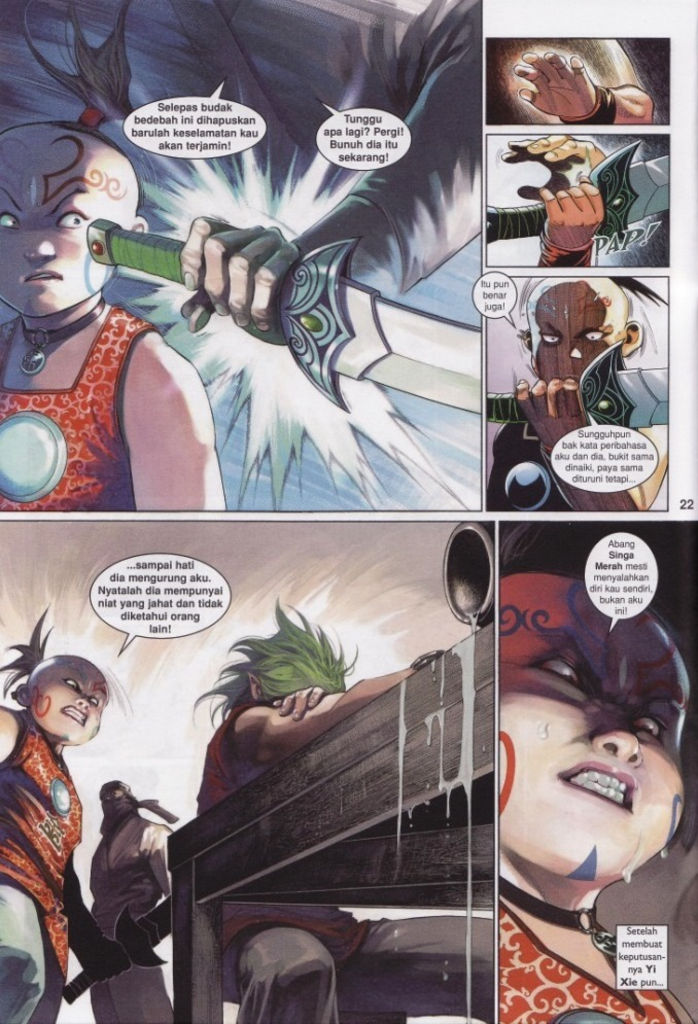 Selepas budak
bedebah ini dihapuskan
barulah keselamatan kau
akan terjamin!
Tunggu
apa lagi? Pergi!
Bunuh dia itu
sekarang!
PAP!
Itu pun
benar
juga!
Sungguhpun
bak kata peribahasa
aku dan dia, bukit sama
dinaiki, paya sama
dituruni tetapi...
22
...sampai hati
dia mengurung aku.
Nyatalah dia mempunyai
niat yang jahat dan tidak
diketahui orang
lain!
Abang
Singa
Merah mesti
menyalahkan
diri kau sendiri,
bukan aku
ini!
Setelah
membuat
keputusan-
nya Yi
Xie pun...